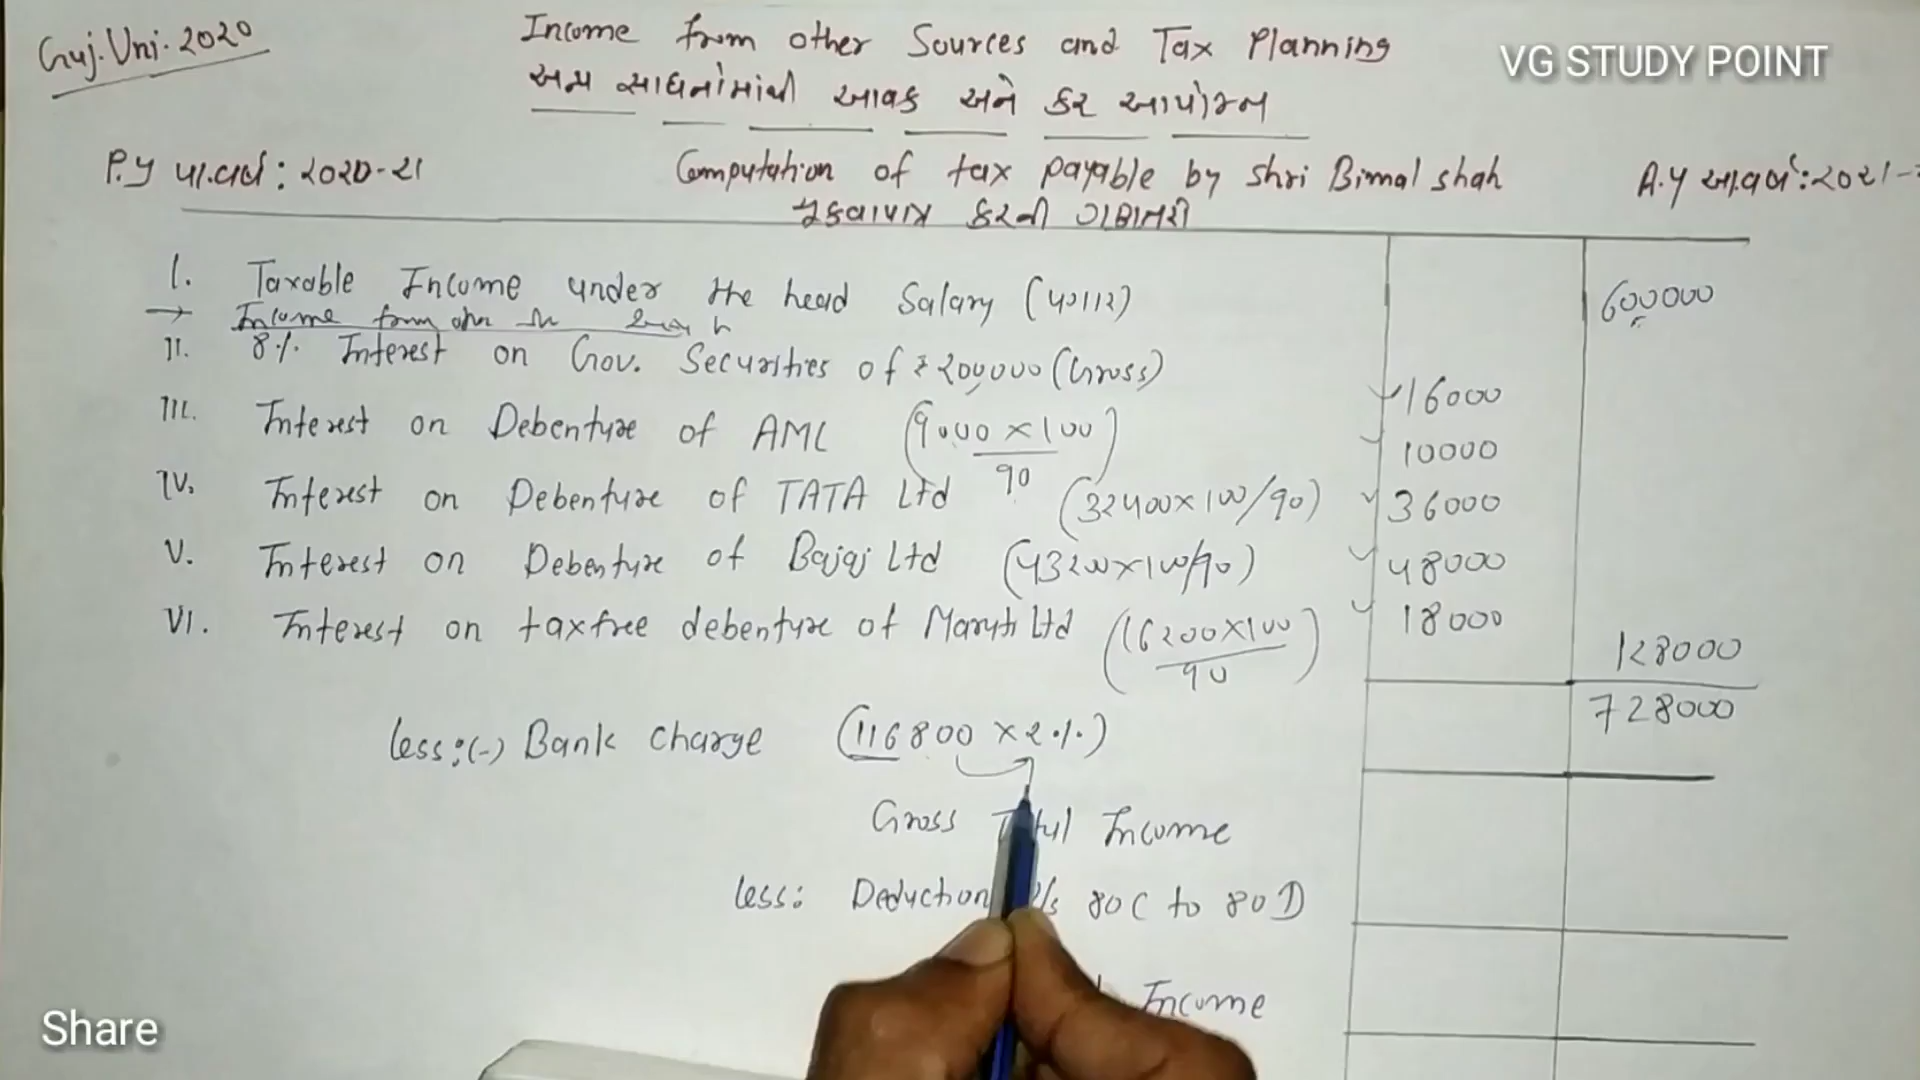 Guj. Uni. 2020
Income from other Sources and Tax Planning
VG STUDY POINT
અન્ય સાધનોમાંથી આવક અને કર આયોજન
P.Y પા.વર્ષ : ૨૦૨૦-૨૧
Computation of tax payable by Shri Bimal Shah
A.Y આ.વર્ષ : ૨૦૨૧-
ચૂકવવાપાત્ર કરની ગણતરી
I. Taxable Income under the head Salary (પગાર) 600000
→ Income from
II. 8% Interest on Gov. Securities of ₹ 200000 (Gross) 16000
III. Interest on Debenture of AML (9000 × 100 / 90) 10000
IV. Interest on Debenture of TATA Ltd (32400 × 100/90) 36000
V. Interest on Debenture of Bajaj Ltd (43200 × 100/90) 48000
VI. Interest on taxfree debenture of Maruti Ltd (16200 × 100 / 90) 18000
128000
728000
Less: (-) Bank Charge (116800 × 2%)
Gross Total Income
Less: Deduction 80C to 80D
Income
Share